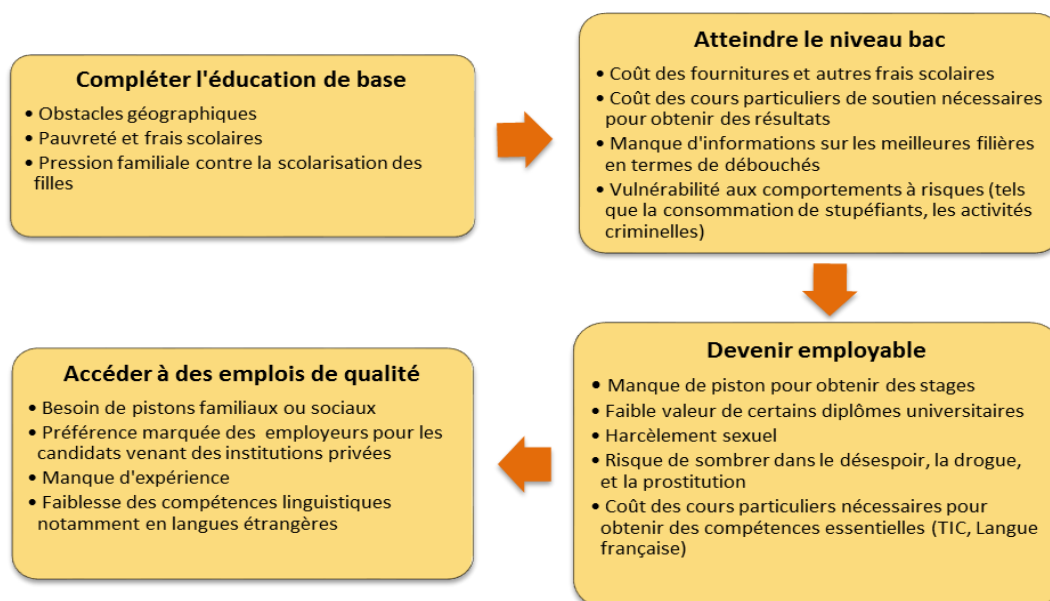 Compléter l'éducation de base
• Obstacles géographiques
• Pauvreté et frais scolaires
• Pression familiale contre la scolarisation des
filles
Atteindre le niveau bac
• Coût des fournitures et autres frais scolaires
• Coût des cours particuliers de soutien nécessaires
pour obtenir des résultats
• Manque d'informations sur les meilleures filières
en termes de débouchés
• Vulnérabilité aux comportements à risques (tels
que la consommation de stupéfiants, les activités
criminelles)
Devenir employable
• Manque de piston pour obtenir des stages
• Faible valeur de certains diplômes universitaires
• Harcèlement sexuel
• Risque de sombrer dans le désespoir, la drogue,
et la prostitution
• Coût des cours particuliers nécessaires pour
obtenir des compétences essentielles (TIC, Langue
française)
Accéder à des emplois de qualité
• Besoin de pistons familiaux ou sociaux
• Préférence marquée des employeurs pour les
candidats venant des institutions privées
• Manque d'expérience
• Faiblesse des compétences linguistiques
notamment en langues étrangères